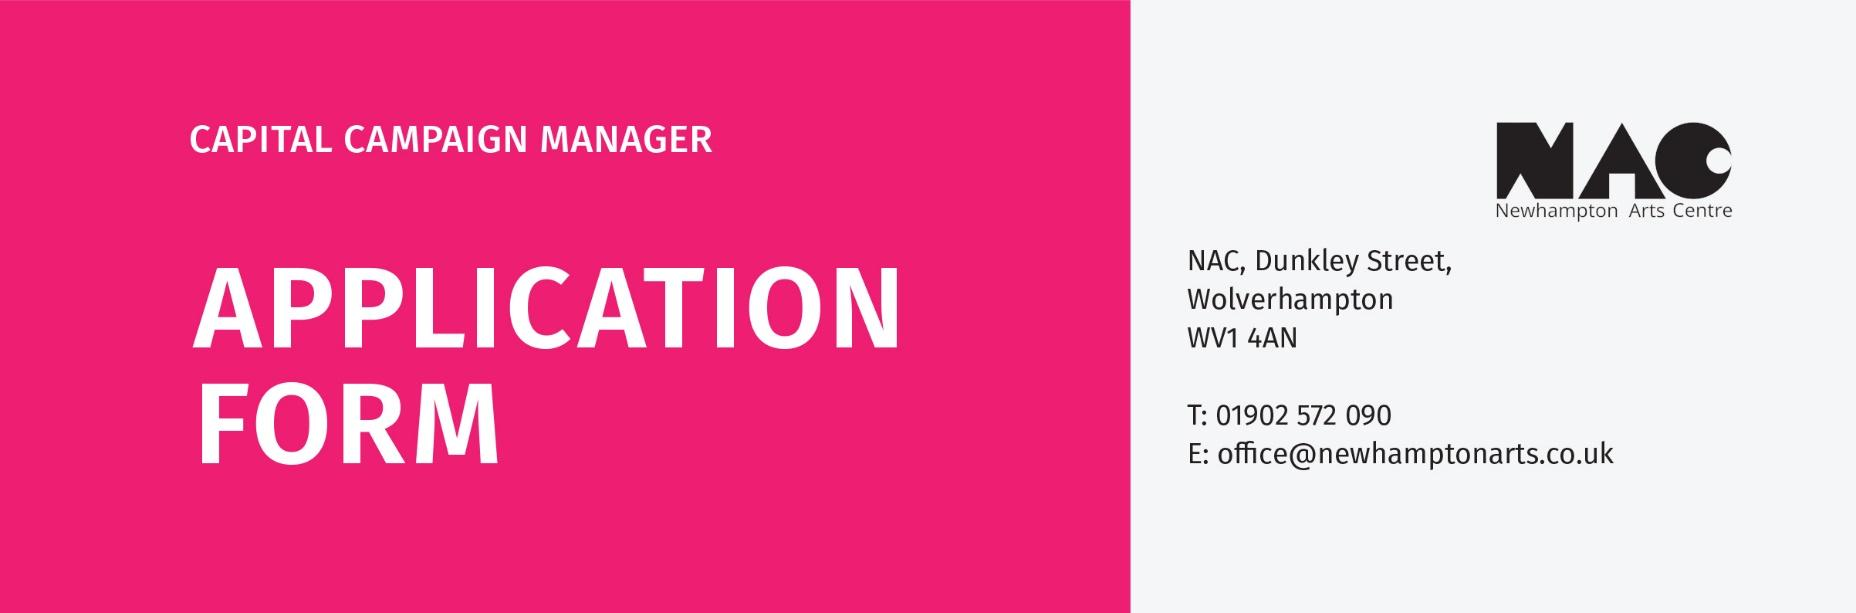 CAPITAL CAMPAIGN MANAGER
APPLICATION
FORM
NAC
Newhampton Arts Centre
NAC, Dunkley Street,
Wolverhampton
WV1 4AN
T: 01902 572 090
E: office@newhamptonarts.co.uk